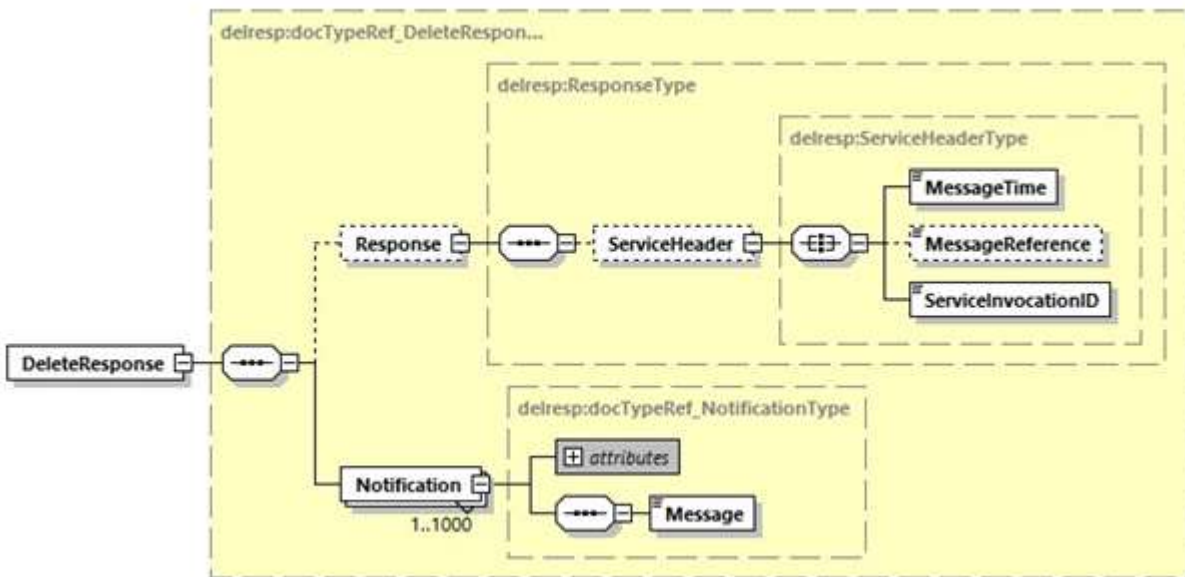 delresp:docTypeRef_DeleteRespon...
delresp:ResponseType
delresp:ServiceHeaderType
MessageTime
Response
ServiceHeader
MessageReference
ServiceInvocationID
DeleteResponse
delresp:docTypeRef_NotificationType
attributes
Notification
Message
1..1000